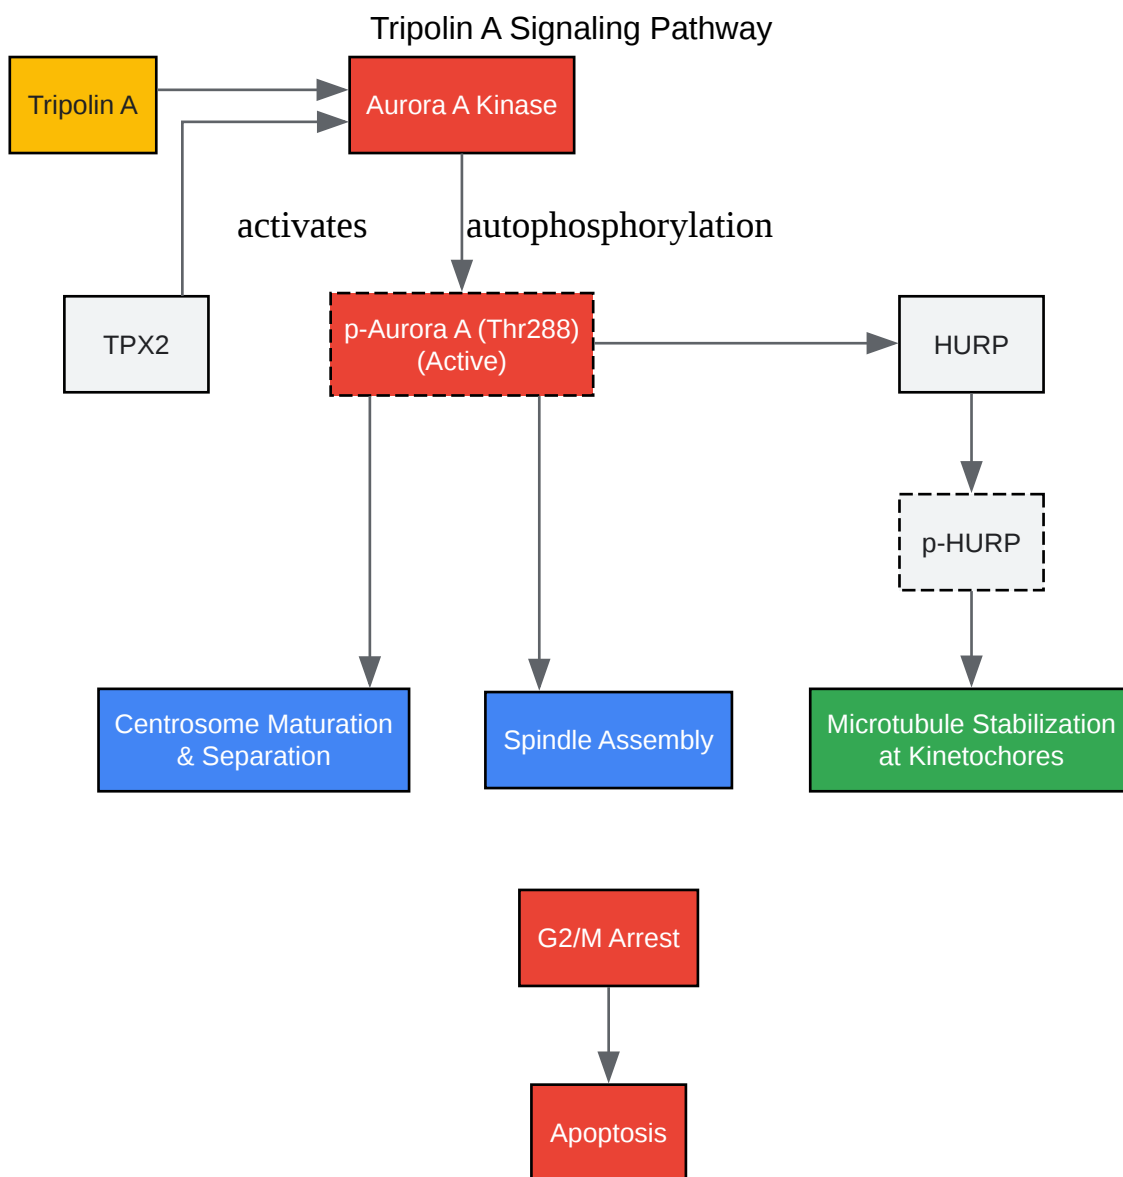 Tripolin A Signaling Pathway
Tripolin A
Aurora A Kinase
activates
autophosphorylation
TPX2
p-Aurora A (Thr288)
(Active)
HURP
p-HURP
Centrosome Maturation
& Separation
Spindle Assembly
Microtubule Stabilization
at Kinetochores
G2/M Arrest
Apoptosis